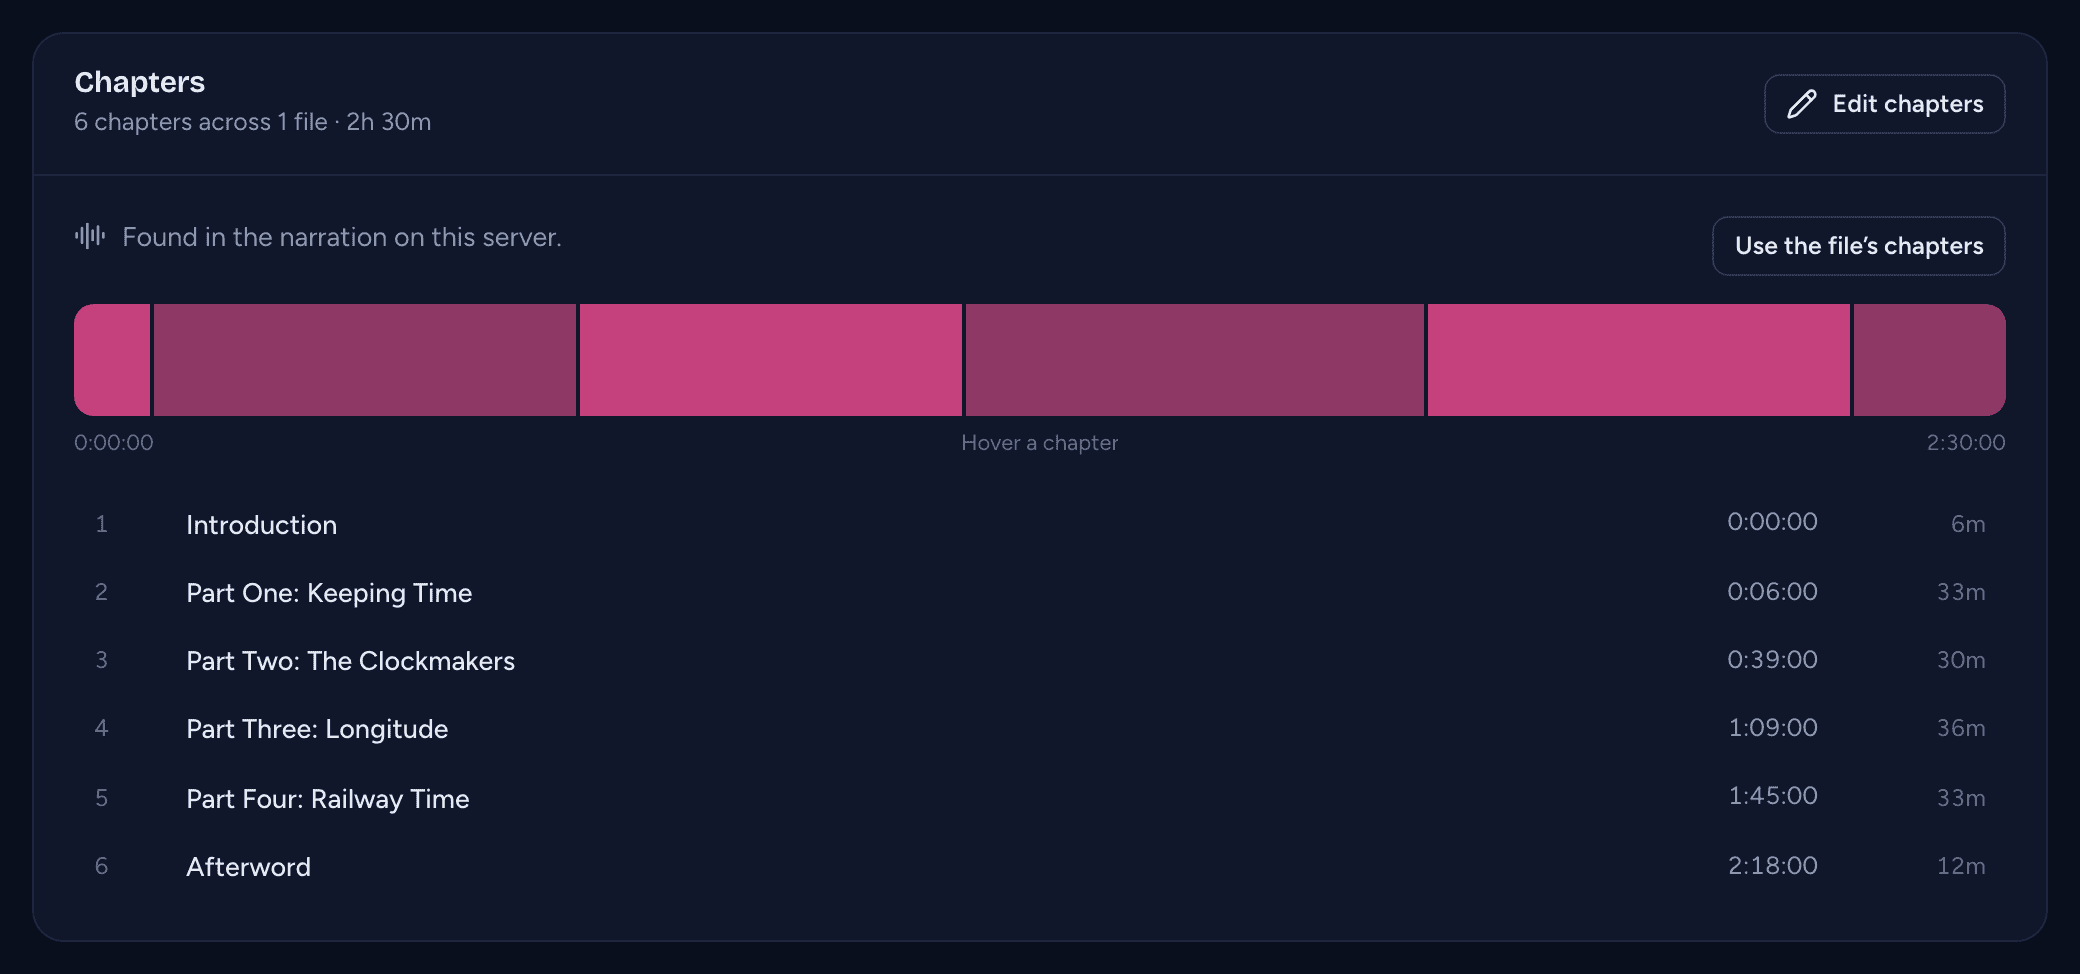 Chapters
6 chapters across 1 file · 2h 30m
Edit chapters
Found in the narration on this server.
Use the file’s chapters
0:00:00 Hover a chapter 2:30:00
1 Introduction 0:00:00 6m
2 Part One: Keeping Time 0:06:00 33m
3 Part Two: The Clockmakers 0:39:00 30m
4 Part Three: Longitude 1:09:00 36m
5 Part Four: Railway Time 1:45:00 33m
6 Afterword 2:18:00 12m